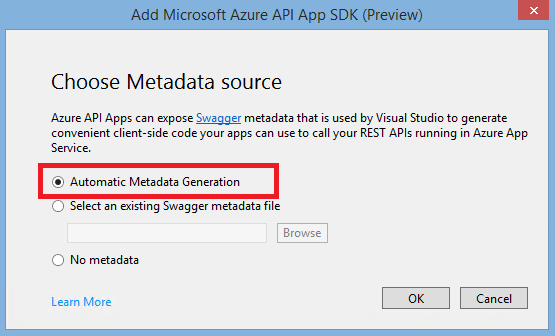 Add Microsoft Azure API App SDK (Preview)
Choose Metadata source
Azure API Apps can expose Swagger metadata that is used by Visual Studio to generate
convenient client-side code your apps can use to call your REST APIs running in Azure App
Service.
Automatic Metadata Generation
Select an existing Swagger metadata file
Browse
No metadata
Learn More
OK
Cancel